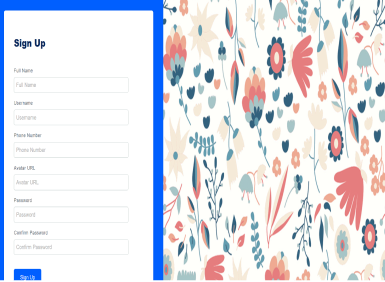 Sign Up
Full Name
Full Name
Username
Username
Phone Number
Phone Number
Avatar URL
Avatar URL
Password
Password
Confirm Password
Confirm Password
Sign Up